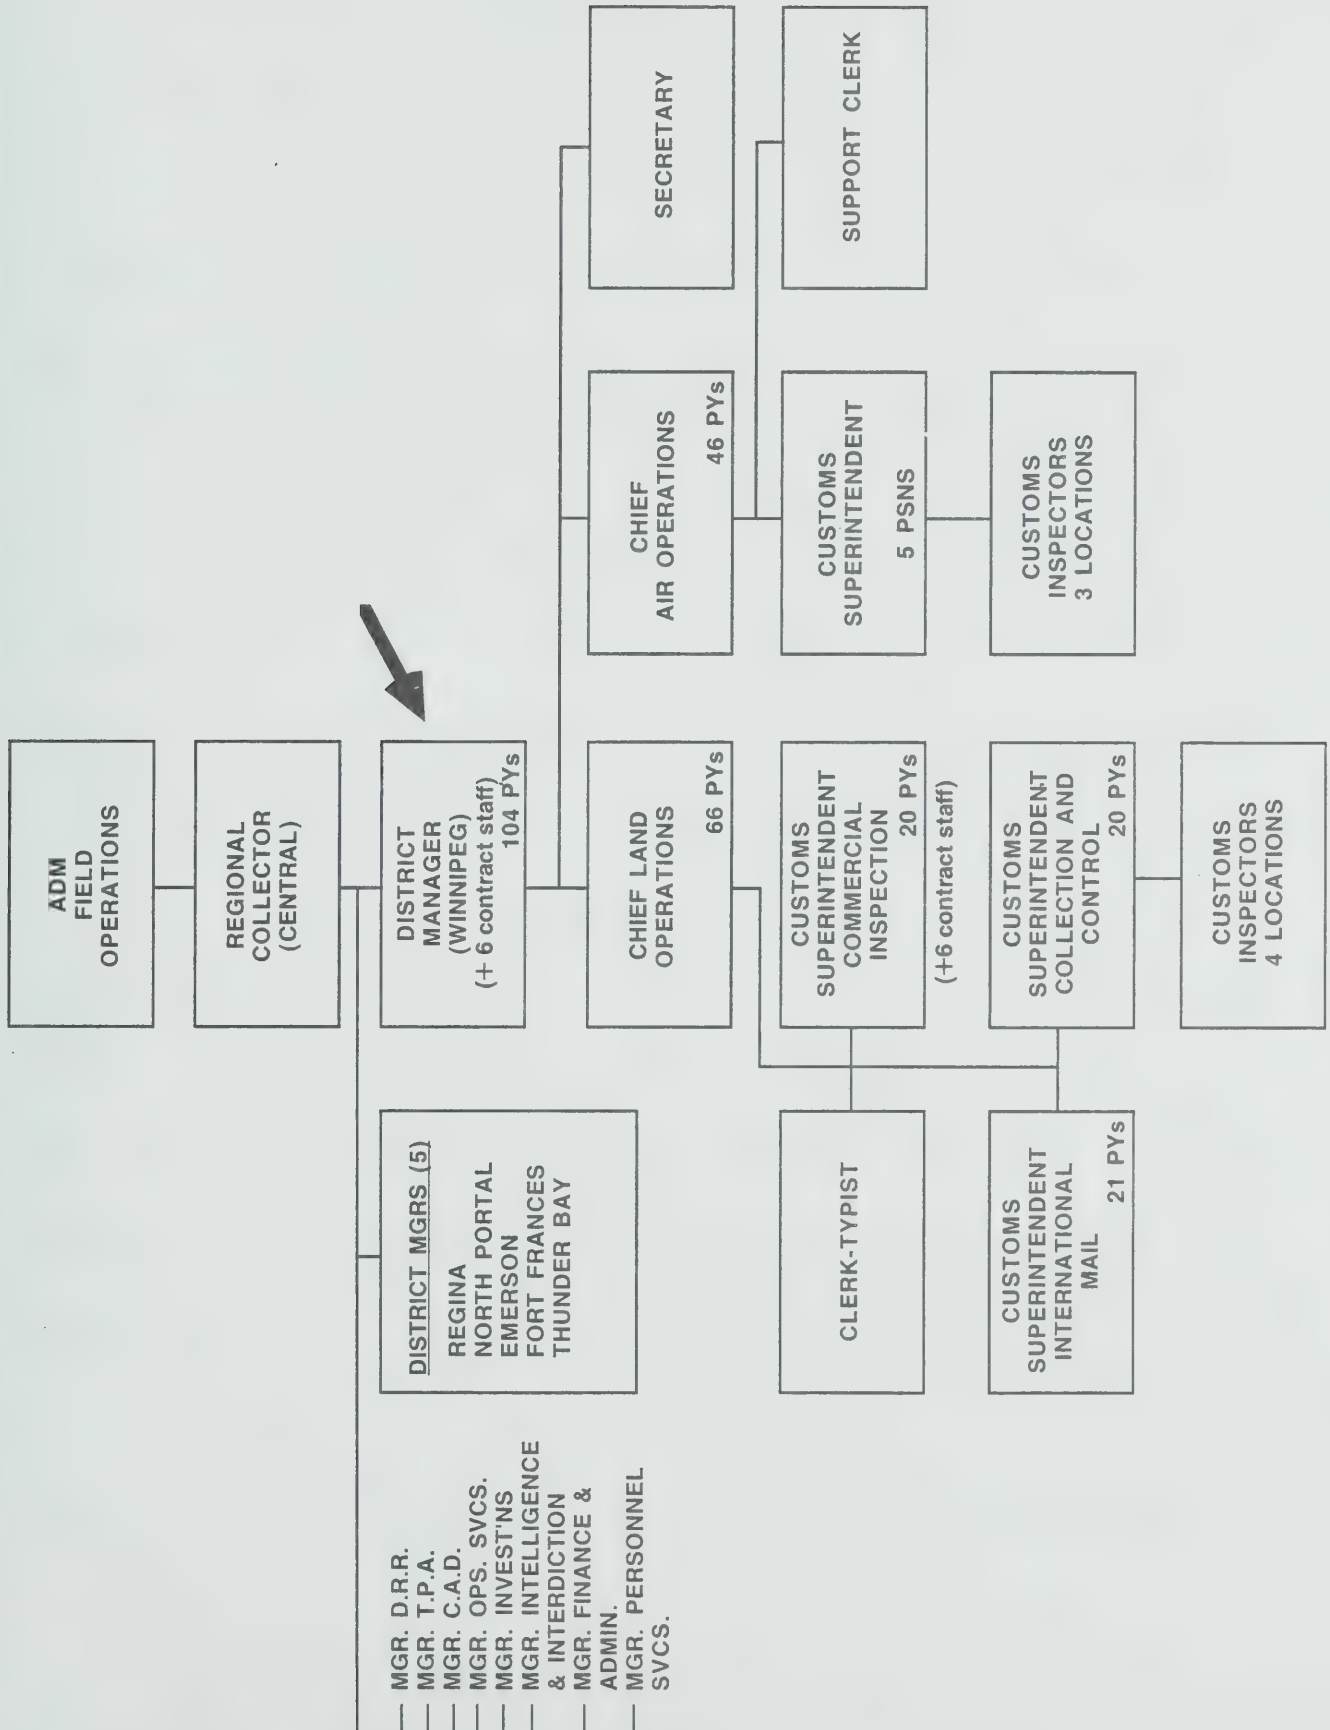 ADM
FIELD
OPERATIONS
REGIONAL
COLLECTOR
(CENTRAL)
MGR. D.R.R.
MGR. T.P.A.
MGR. C.A.D.
MGR. OPS. SVCS.
MGR. INVEST'NS
MGR. INTELLIGENCE
& INTERDICTION
MGR. FINANCE &
ADMIN.
MGR. PERSONNEL
SVCS.
DISTRICT MGRS (5)
REGINA
NORTH PORTAL
EMERSON
FORT FRANCES
THUNDER BAY
DISTRICT
MANAGER
(WINNIPEG)
(+ 6 contract staff)
104 PYs
CHIEF LAND
OPERATIONS
66 PYs
CHIEF
AIR OPERATIONS
46 PYs
SECRETARY
CLERK-TYPIST
CUSTOMS
SUPERINTENDENT
COMMERCIAL
INSPECTION
20 PYs
(+6 contract staff)
CUSTOMS
SUPERINTENDENT
5 PSNS
SUPPORT CLERK
CUSTOMS
SUPERINTENDENT
INTERNATIONAL
MAIL
21 PYs
CUSTOMS
SUPERINTENDENT
COLLECTION AND
CONTROL
20 PYs
CUSTOMS
INSPECTORS
3 LOCATIONS
CUSTOMS
INSPECTORS
4 LOCATIONS